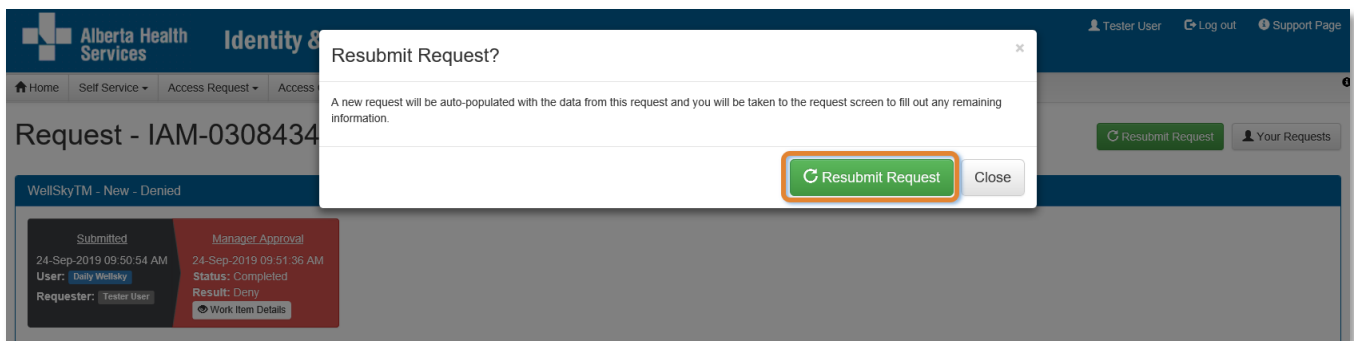 Alberta Health
Services
Identity &
Tester User
Log out
Support Page
Home
Self Service
Access Request
Access
Resubmit Request?
×
A new request will be auto-populated with the data from this request and you will be taken to the request screen to fill out any remaining
information.
Resubmit Request
Close
Request - IAM-0308434
Resubmit Request
Your Requests
WellSkyTM - New - Denied
Submitted
24-Sep-2019 09:50:54 AM
User: Daily Wellsky
Requester: Tester User
Manager Approval
24-Sep-2019 09:51:36 AM
Status: Completed
Result: Deny
Work Item Details